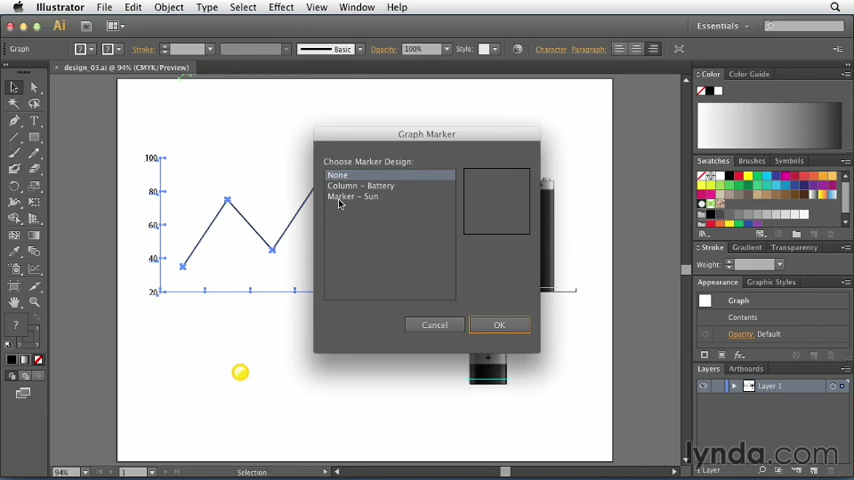 Illustrator File Edit Object Type Select Effect View Window Help
Ai Essentials
Graph Stroke: Basic Opacity: 100% Style: Character Paragraph:
× design_03.ai @ 94% (CMYK/Preview)
Color Color Guide
Graph Marker
Choose Marker Design:
None
Column – Battery
Marker – Sun
Cancel OK
100
80
60
40
20
Swatches Brushes Symbols
Stroke Gradient Transparency
Weight:
Appearance Graphic Styles
Graph
Contents
Opacity: Default
fx
Layers Artboards
Layer 1
1 Layer
94% 1 Selection
lynda.com